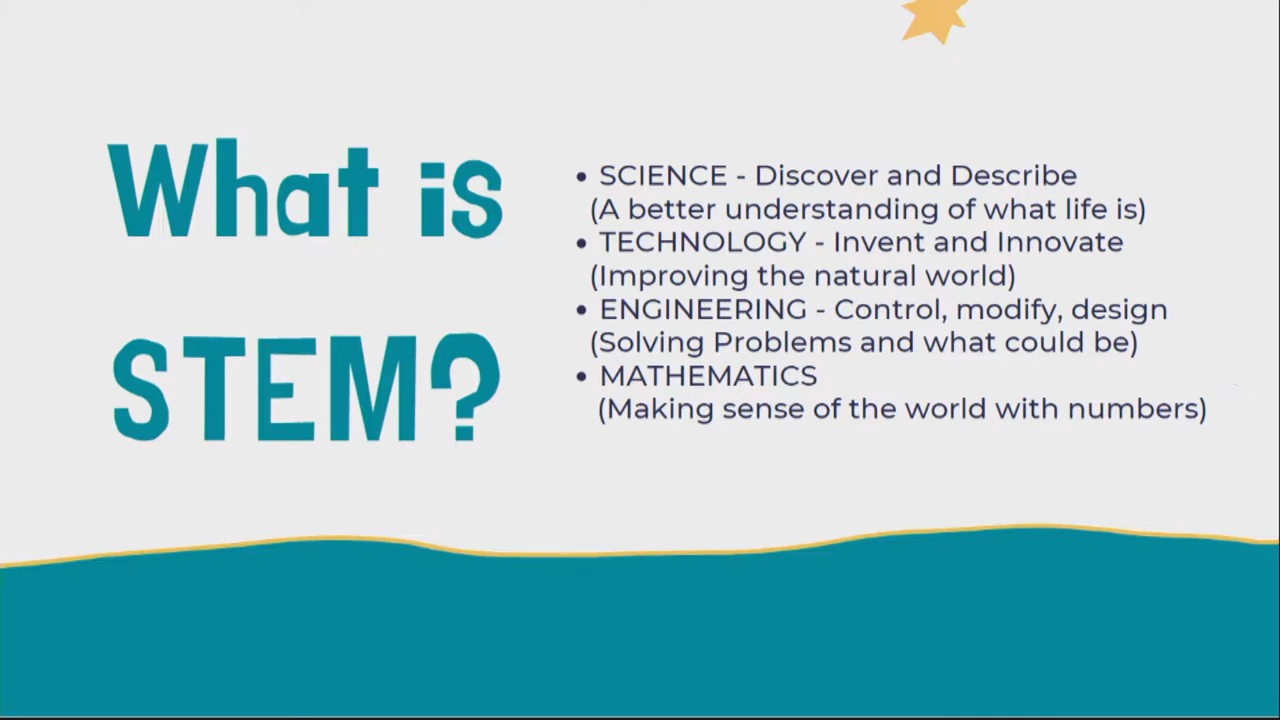 What is
STEM?
• SCIENCE - Discover and Describe
(A better understanding of what life is)
• TECHNOLOGY - Invent and Innovate
(Improving the natural world)
• ENGINEERING - Control, modify, design
(Solving Problems and what could be)
• MATHEMATICS
(Making sense of the world with numbers)